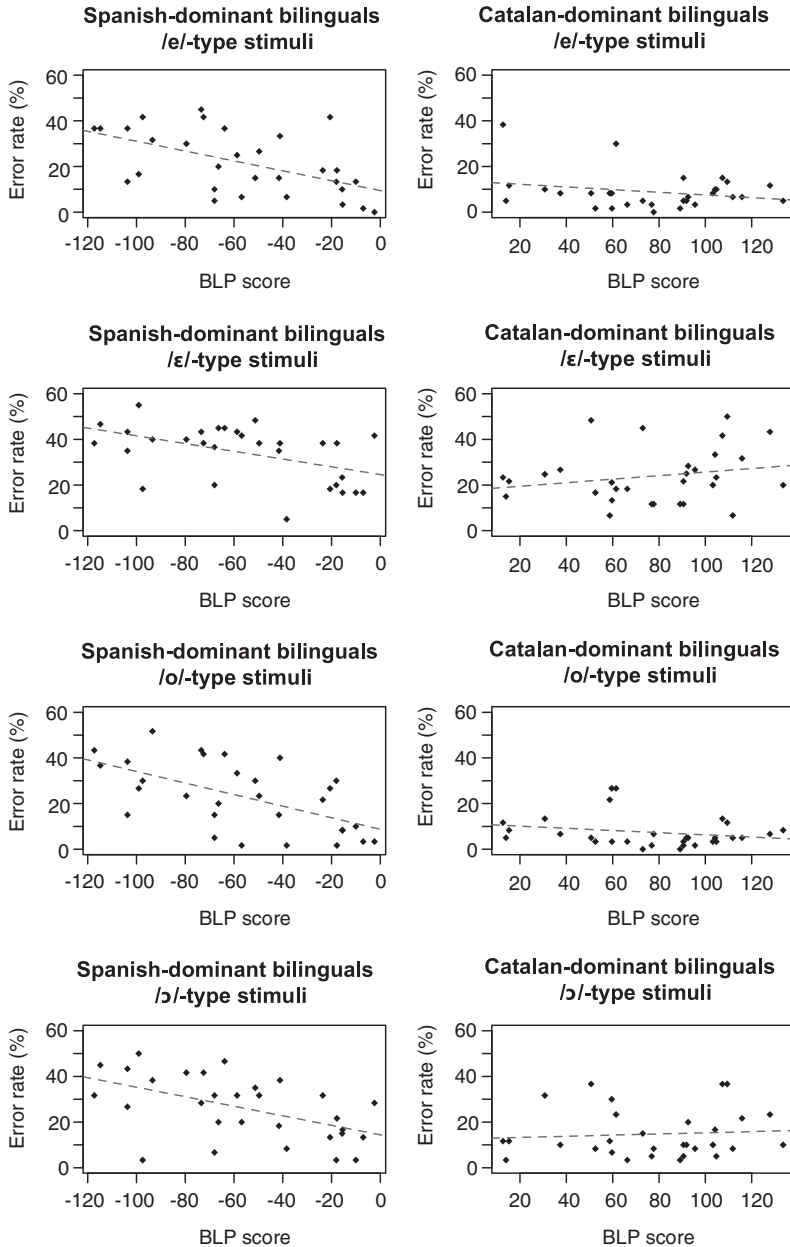 Spanish-dominant bilinguals
/e/-type stimuli
Error rate (%)
60
40
20
0
-120 -100 -80 -60 -40 -20 0
BLP score
Catalan-dominant bilinguals
/e/-type stimuli
Error rate (%)
60
40
20
0
20 40 60 80 100 120
BLP score
Spanish-dominant bilinguals
/ɛ/-type stimuli
Error rate (%)
60
40
20
0
-120 -100 -80 -60 -40 -20 0
BLP score
Catalan-dominant bilinguals
/ɛ/-type stimuli
Error rate (%)
60
40
20
0
20 40 60 80 100 120
BLP score
Spanish-dominant bilinguals
/o/-type stimuli
Error rate (%)
60
40
20
0
-120 -100 -80 -60 -40 -20 0
BLP score
Catalan-dominant bilinguals
/o/-type stimuli
Error rate (%)
60
40
20
0
20 40 60 80 100 120
BLP score
Spanish-dominant bilinguals
/ɔ/-type stimuli
Error rate (%)
60
40
20
0
-120 -100 -80 -60 -40 -20 0
BLP score
Catalan-dominant bilinguals
/ɔ/-type stimuli
Error rate (%)
60
40
20
0
20 40 60 80 100 120
BLP score